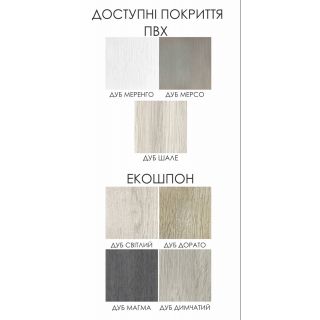 ДОСТУПНІ ПОКРИТТЯ
ПВХ
ДУБ МЕРЕНГО
ДУБ МЕРСО
ДУБ ШАЛЕ
ЕКОШПОН
ДУБ СВІТЛИЙ
ДУБ ДОРАТО
ДУБ МАГМА
ДУБ ДИМЧАТИЙ